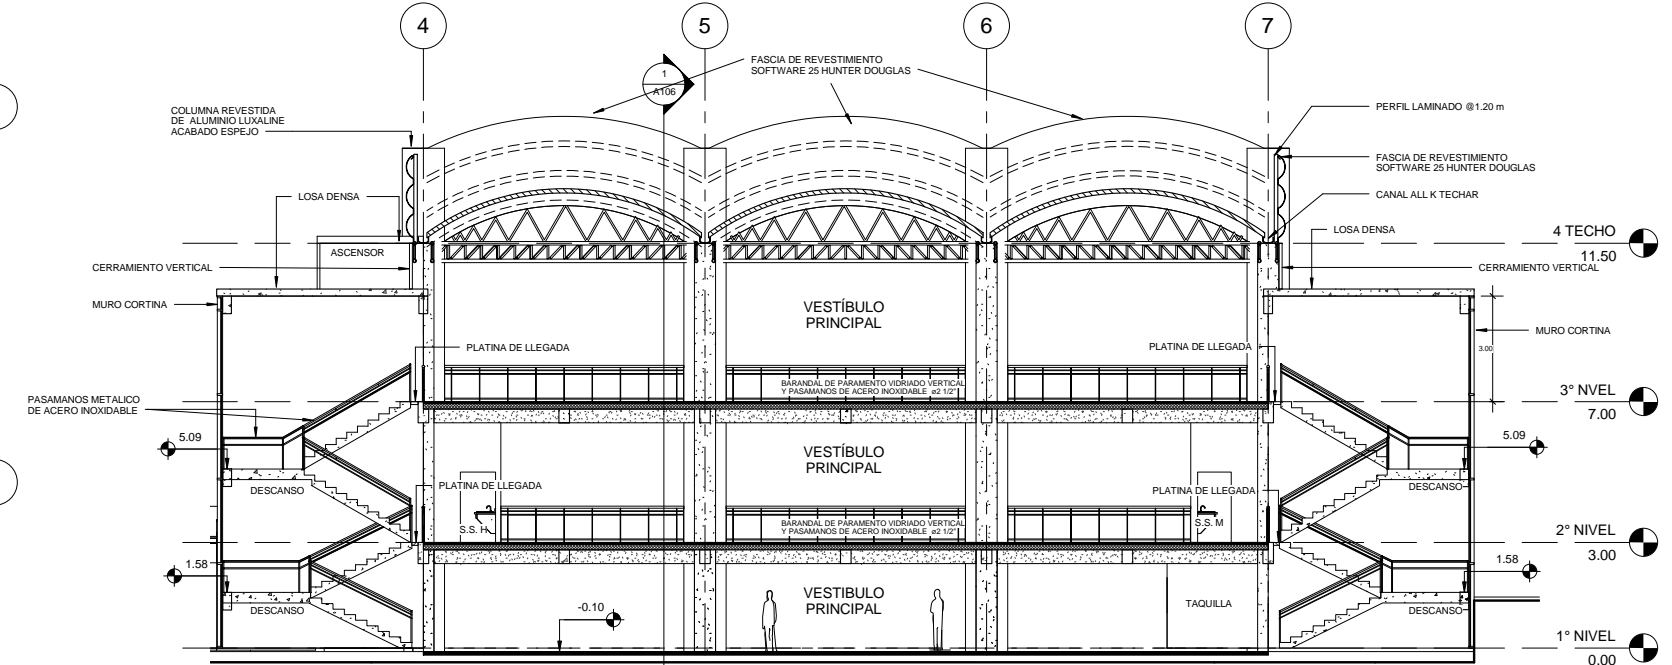 4
5
6
7
FASCIA DE REVESTIMIENTO
SOFTWARE 25 HUNTER DOUGLAS
1
A106
COLUMNA REVESTIDA
DE ALUMINIO LUXALINE
ACABADO ESPEJO
PERFIL LAMINADO @1.20 m
FASCIA DE REVESTIMIENTO
SOFTWARE 25 HUNTER DOUGLAS
CANAL ALL K TECHAR
LOSA DENSA
LOSA DENSA
4 TECHO
11.50
ASCENSOR
CERRAMIENTO VERTICAL
CERRAMIENTO VERTICAL
MURO CORTINA
VESTÍBULO
PRINCIPAL
MURO CORTINA
PLATINA DE LLEGADA
PLATINA DE LLEGADA
3.00
BARANDAL DE PARAMENTO VIDRIADO VERTICAL
Y PASAMANOS DE ACERO INOXIDABLE ø2 1/2"
PASAMANOS METALICO
DE ACERO INOXIDABLE
3° NVEL
7.00
5.09
5.09
VESTÍBULO
PRINCIPAL
DESCANSO
PLATINA DE LLEGADA
PLATINA DE LLEGADA
DESCANSO
S.S. H
S.S. M
BARANDAL DE PARAMENTO VIDRIADO VERTICAL
Y PASAMANOS DE ACERO INOXIDABLE ø2 1/2"
2° NIVEL
3.00
1.58
1.58
VESTÍBULO
PRINCIPAL
DESCANSO
-0.10
TAQUILLA
DESCANSO
1° NIVEL
0.00